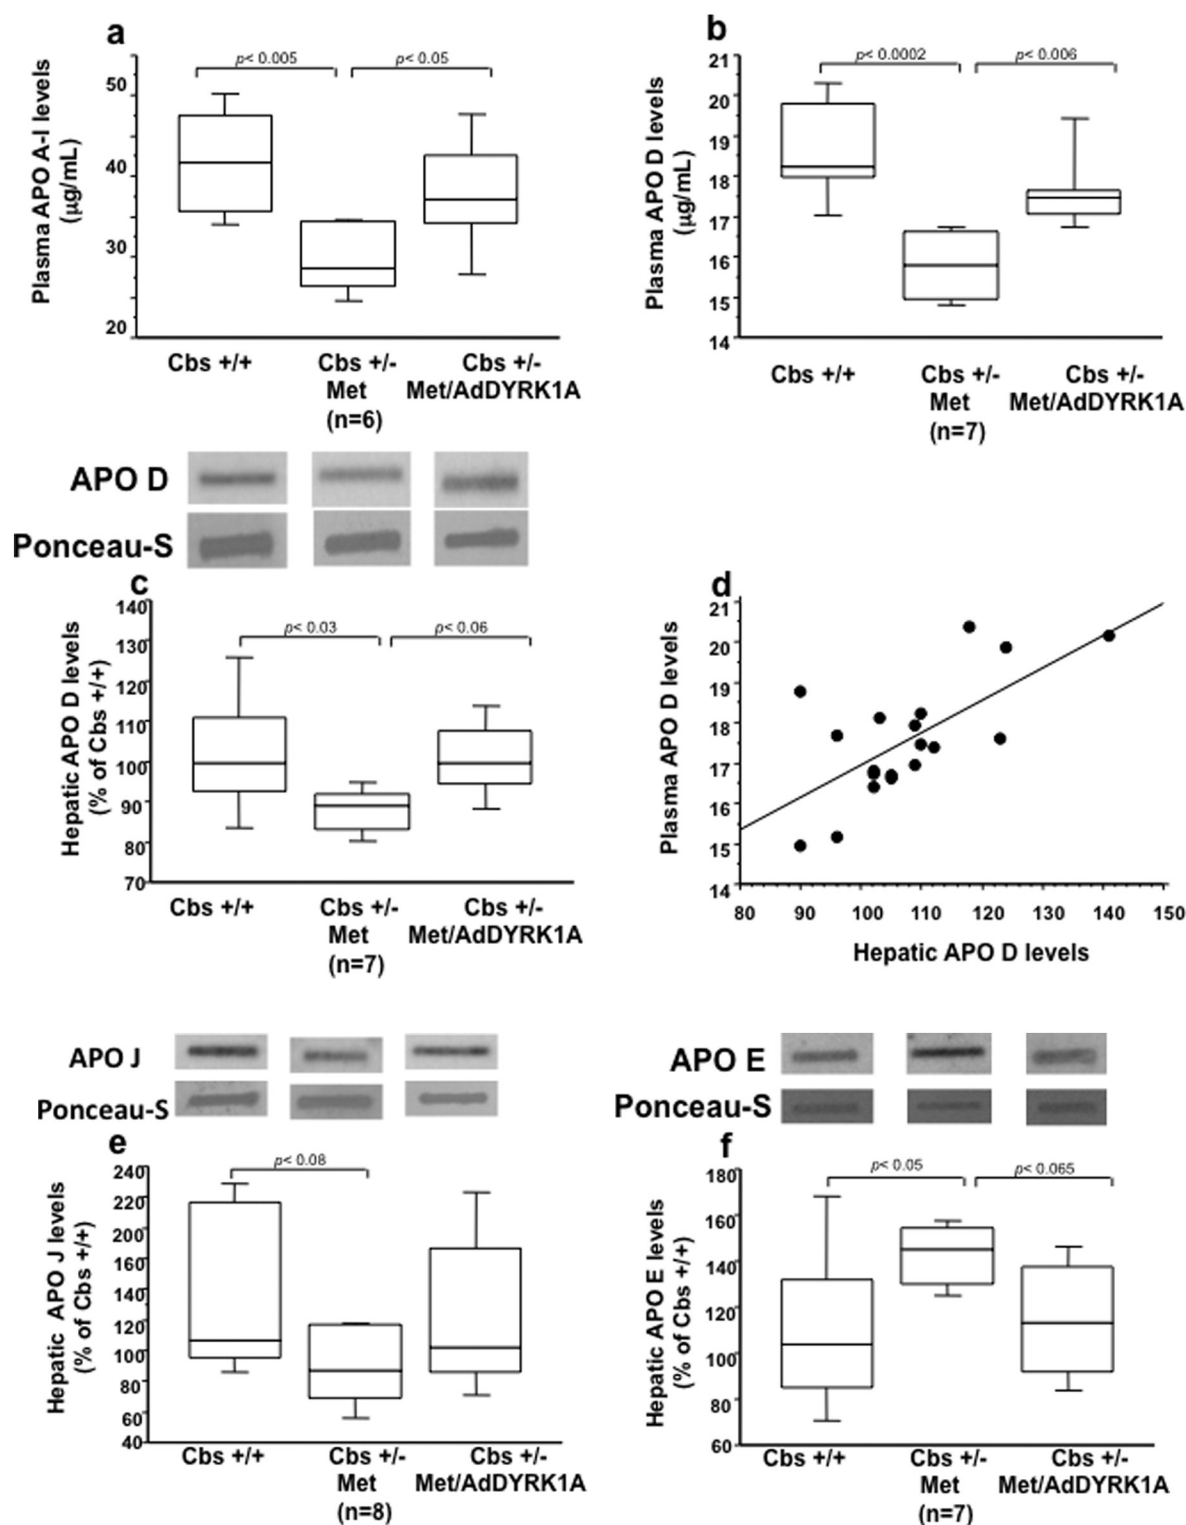 a
p< 0.005
p< 0.05
Plasma APO A-I levels
(µg/mL)
50
40
30
20
Cbs +/+
Cbs +/-
Met
(n=6)
Cbs +/-
Met/AdDYRK1A
b
p< 0.0002
p< 0.006
Plasma APO D levels
(µg/mL)
21
20
19
18
17
16
15
14
Cbs +/+
Cbs +/-
Met
(n=7)
Cbs +/-
Met/AdDYRK1A
APO D
Ponceau-S
c
p< 0.03
p< 0.06
Hepatic APO D levels
(% of Cbs +/+)
140
130
120
110
100
90
80
70
Cbs +/+
Cbs +/-
Met
(n=7)
Cbs +/-
Met/AdDYRK1A
d
Plasma APO D levels
21
20
19
18
17
16
15
14
80 90 100 110 120 130 140 150
Hepatic APO D levels
APO J
Ponceau-S
e
p< 0.08
Hepatic APO J levels
(% of Cbs +/+)
240
220
200
160
140
120
100
80
60
40
Cbs +/+
Cbs +/-
Met
(n=8)
Cbs +/-
Met/AdDYRK1A
APO E
Ponceau-S
f
p< 0.05
p< 0.065
Hepatic APO E levels
(% of Cbs +/+)
180
160
140
120
100
80
60
Cbs +/+
Cbs +/-
Met
(n=7)
Cbs +/-
Met/AdDYRK1A